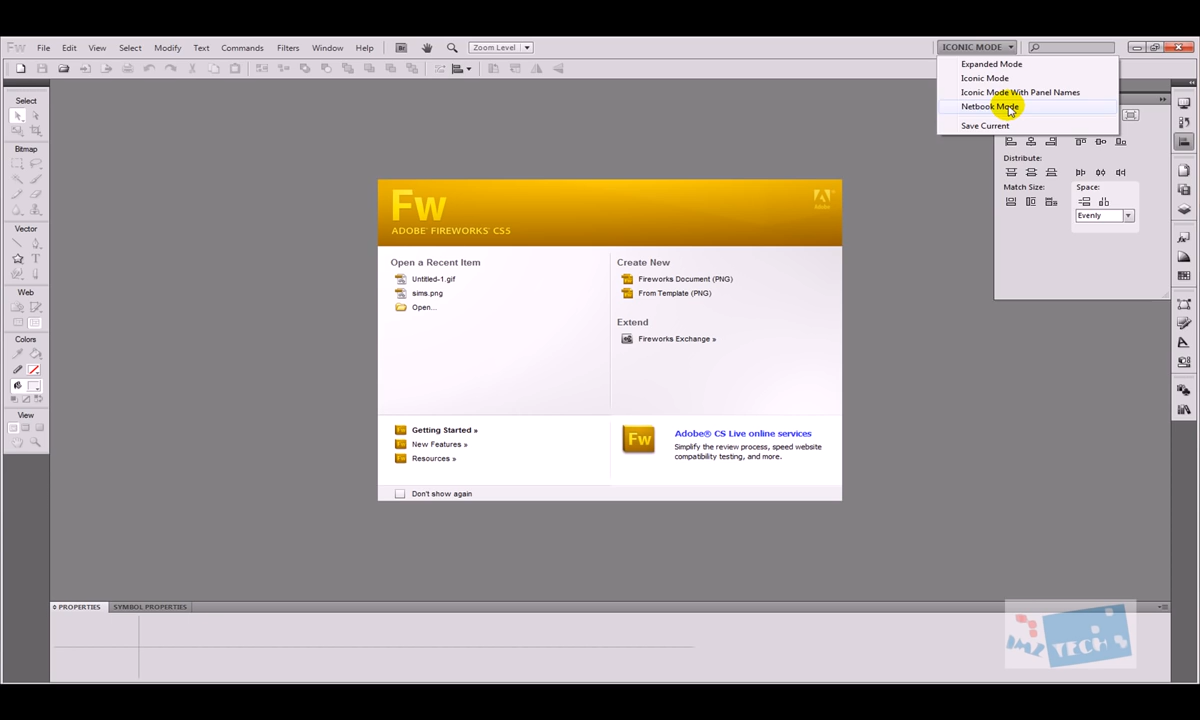 Fw File Edit View Select Modify Text Commands Filters Window Help Br Zoom Level ICONIC MODE
Expanded Mode
Iconic Mode
Iconic Mode With Panel Names
Netbook Mode
Save Current
Distribute:
Match Size:
Space:
Evenly
Select
Bitmap
Vector
Web
Colors
View
Fw
ADOBE® FIREWORKS® CS5
Adobe
Open a Recent Item
Untitled-1.gif
sims.png
Open...
Create New
Fireworks Document (PNG)
From Template (PNG)
Extend
Fireworks Exchange »
Getting Started »
New Features »
Resources »
Fw
Adobe® CS Live online services
Simplify the review process, speed website
compatibility testing, and more.
Don't show again
PROPERTIES SYMBOL PROPERTIES
TECH